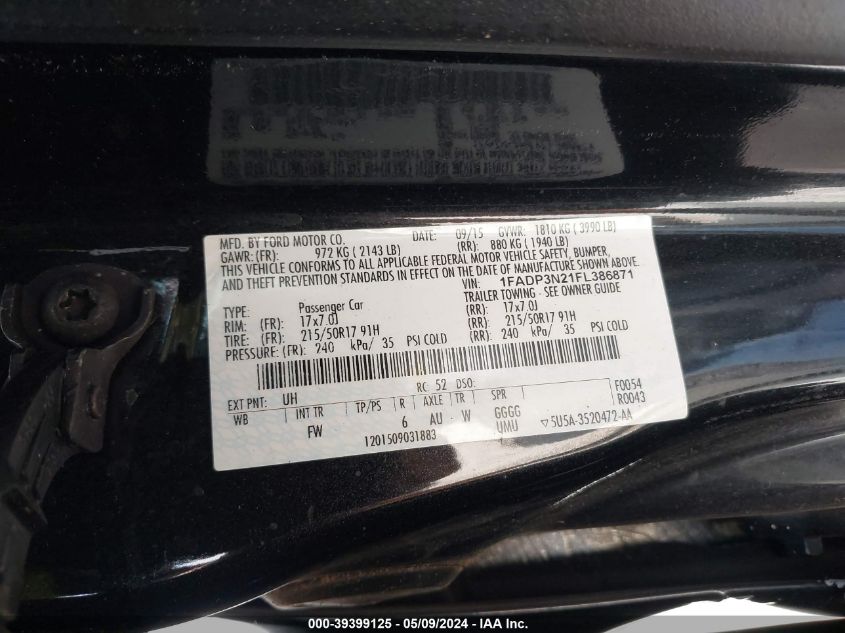 MFD. BY FORD MOTOR CO. DATE: 09/15 GVWR: 1810 KG ( 3990 LB)
GAWR: (FR): 972 KG ( 2143 LB) (RR): 880 KG ( 1940 LB)
THIS VEHICLE CONFORMS TO ALL APPLICABLE FEDERAL MOTOR VEHICLE SAFETY, BUMPER,
AND THEFT PREVENTION STANDARDS IN EFFECT ON THE DATE OF MANUFACTURE SHOWN ABOVE.
VIN: 1FADP3N21FL386871
TYPE: Passenger Car TRAILER TOWING - SEE OWNER GUIDE
RIM: (FR): 17x7.0J (RR): 17x7.0J
TIRE: (FR): 215/50R17 91H (RR): 215/50R17 91H
PRESSURE: (FR): 240 kPa/ 35 PSI COLD (RR): 240 kPa/ 35 PSI COLD
EXT PNT: UH RC: 52 DSO: F0054
WB INT TR TP/PS R AXLE TR SPR R0043
FW 6 AU W GGGG
UMU ▽5U5A-3520472-AA
1201509031883
000-39399125 - 05/09/2024 - IAAI. Inc.